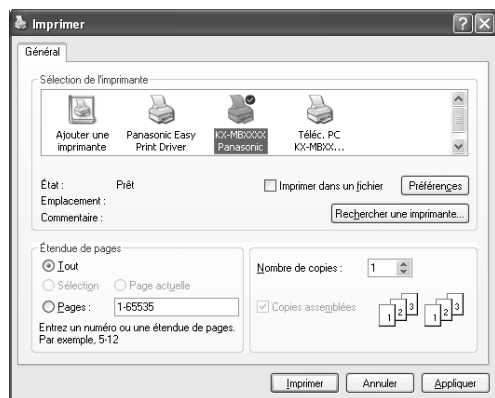 Imprimer
Général
Sélection de l'imprimante
Ajouter une imprimante
Panasonic Easy Print Driver
KX-MBXXXX Panasonic
Téléc. PC KX-MBXX...
État : Prêt
Emplacement :
Commentaire :
Imprimer dans un fichier
Préférences
Rechercher une imprimante...
Étendue de pages
Tout
Sélection
Page actuelle
Pages : 1-65535
Entrez un numéro ou une étendue de pages.
Par exemple, 5-12
Nombre de copies : 1
Copies assemblées
1 2 3 1 2 3
Imprimer
Annuler
Appliquer